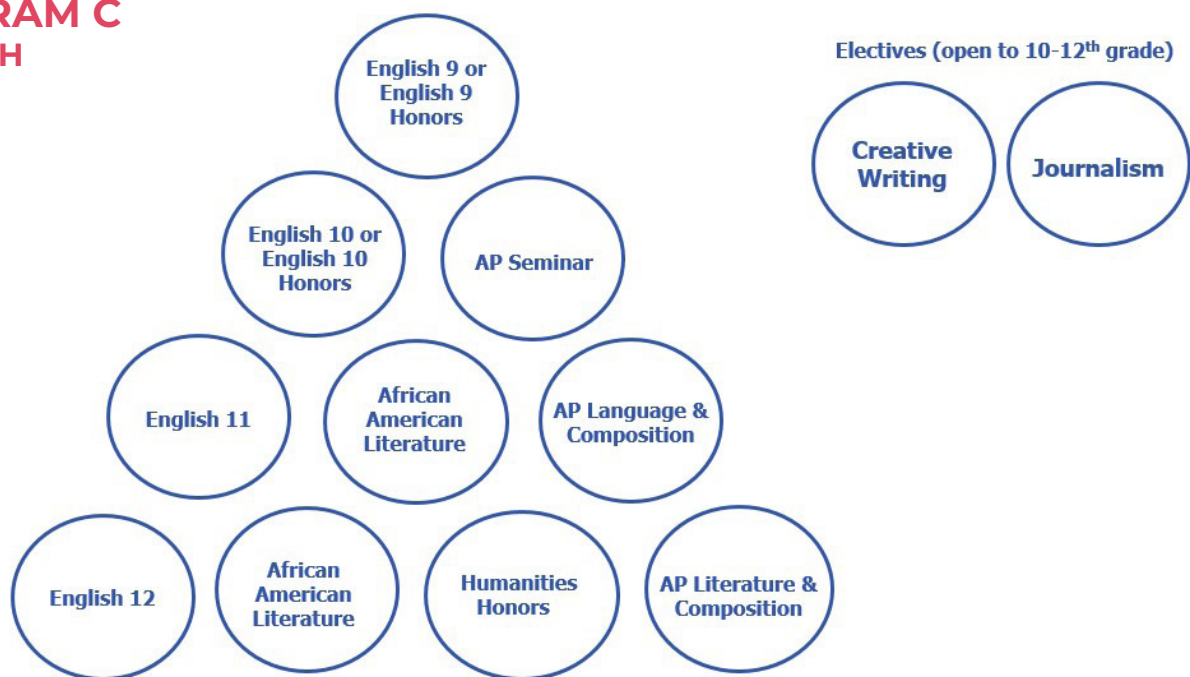 RAM C
H
English 9 or
English 9
Honors
Electives (open to 10-12th grade)
Creative
Writing
Journalism
English 10 or
English 10
Honors
AP Seminar
English 11
African
American
Literature
AP Language &
Composition
English 12
African
American
Literature
Humanities
Honors
AP Literature &
Composition